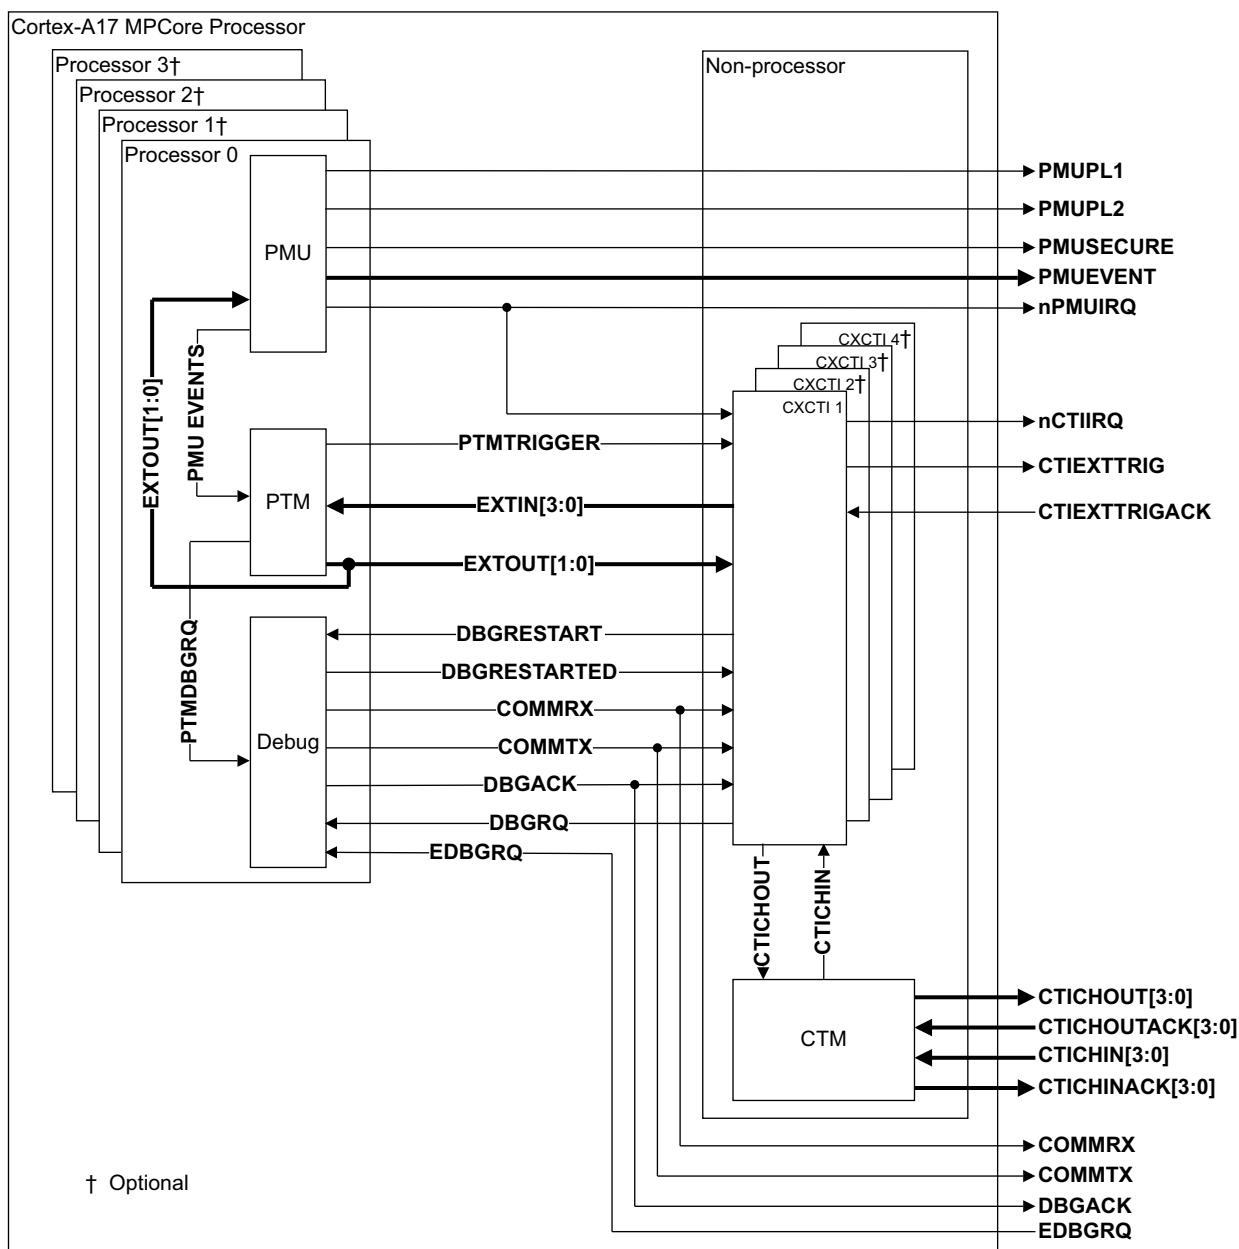 Cortex-A17 MPCore Processor
Processor 3†
Non-processor
Processor 2†
Processor 1†
Processor 0
PMUPL1
PMUPL2
PMU
PMUSECURE
PMUEVENT
nPMUIRQ
CXCTI 4†
PMU EVENTS
CXCTI 3†
CXCTI 2†
CXCTI 1
EXTOUT[1:0]
nCTIIRQ
PTMTRIGGER
CTIEXTTRIG
PTM
EXTIN[3:0]
CTIEXTTRIGACK
EXTOUT[1:0]
DBGRESTART
DBGRESTARTED
PTMDBGRQ
COMMRX
Debug
COMMTX
DBGACK
DBGRQ
EDBGRQ
CTICHOUT
CTICHIN
CTICHOUT[3:0]
CTM
CTICHOUTACK[3:0]
CTICHIN[3:0]
CTICHINACK[3:0]
COMMRX
† Optional
COMMTX
DBGACK
EDBGRQ